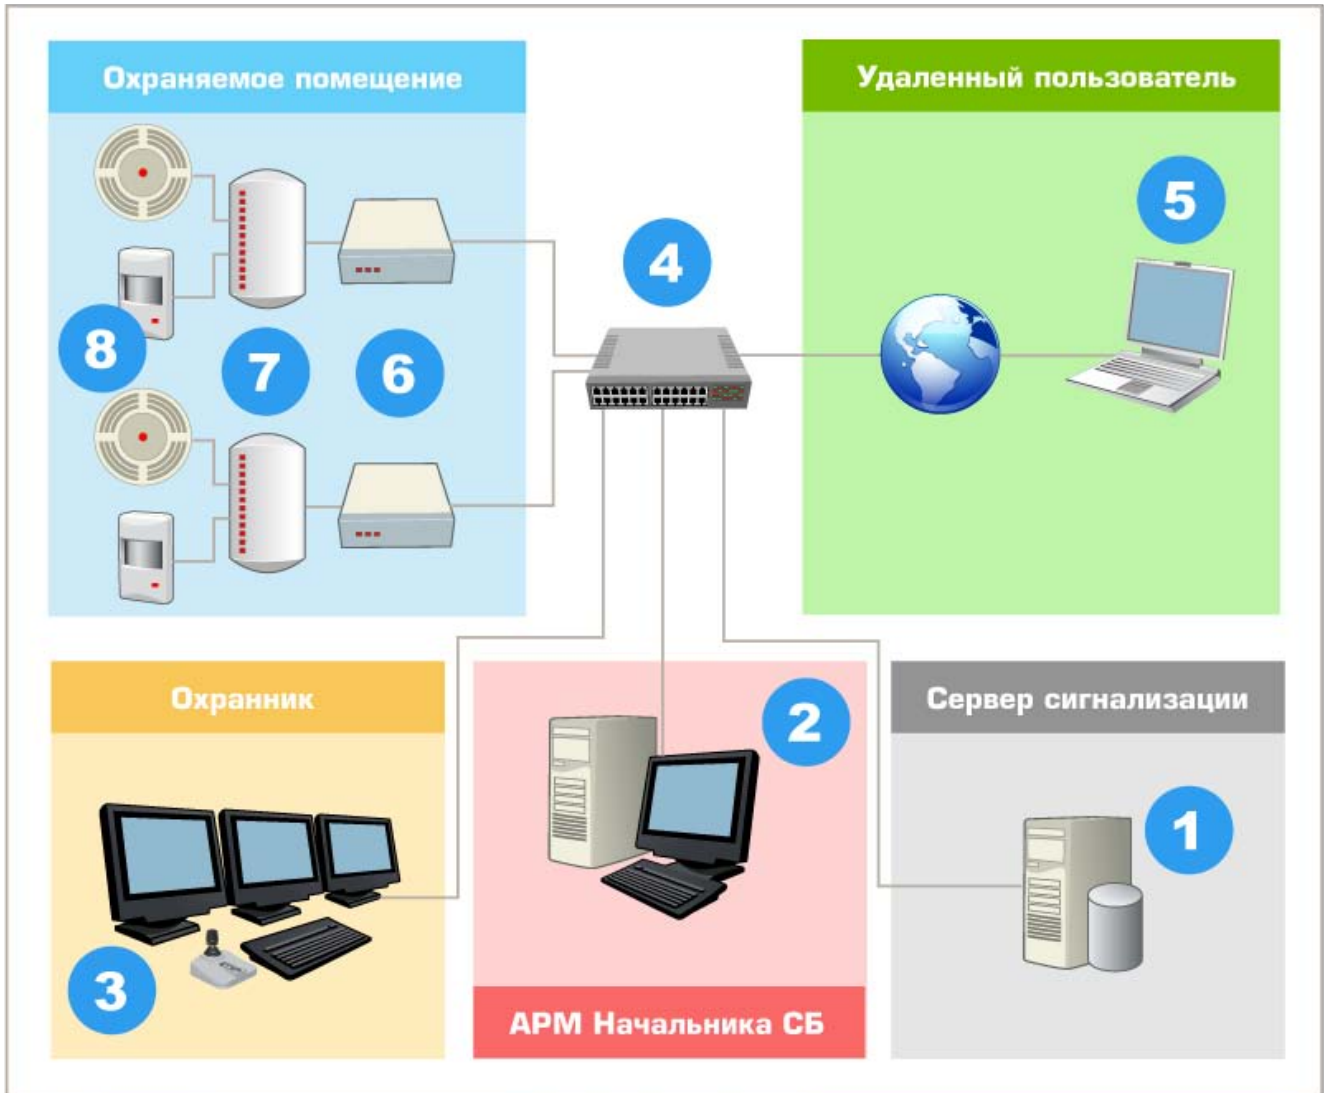 Охраняемое помещение
Удаленный пользователь
5
4
8
7
6
Охранник
2
Сервер сигнализации
1
3
АРМ Начальника СБ